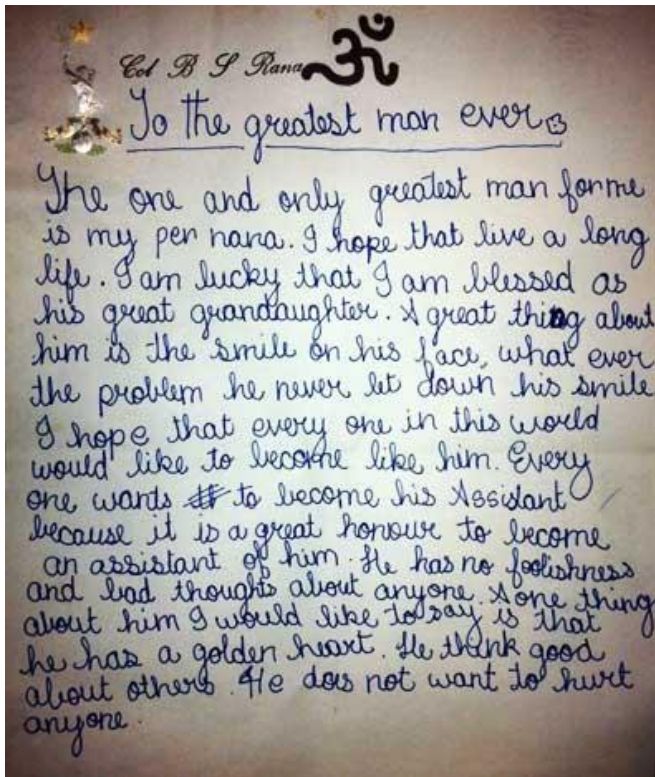 Col B S Rana ॐ
To the greatest man ever
The one and only greatest man for me
is my per nana. I hope that live a long
life. I am lucky that I am blessed as
his great grandaughter. A great thing about
him is the smile on his face, what ever
the problem he never let down his smile
I hope that every one in this world
would like to become like him. Every
one wants to become his Assistant
because it is a great honour to become
an assistant of him. He has no foolishness
and bad thoughts about anyone. A one thing
about him I would like to say is that
he has a golden heart. He think good
about others. He does not want to hurt
anyone.